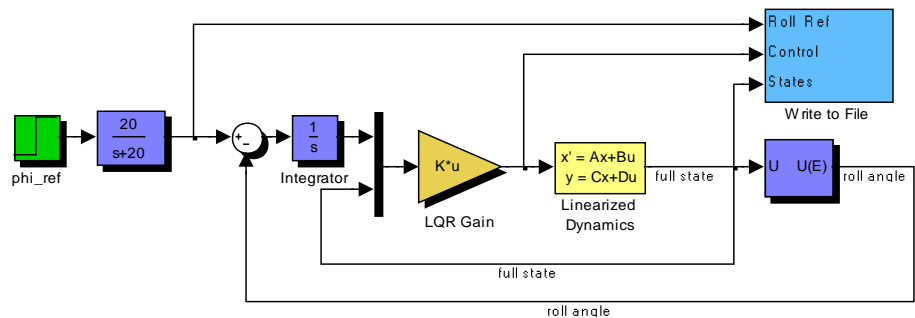 Roll Ref
Control
States
Write to File
phi_ref
20
s+20
+
−
1
s
Integrator
K*u
LQR Gain
x' = Ax+Bu
y = Cx+Du
Linearized
Dynamics
full state
U U(E)
roll angle
full state
roll angle